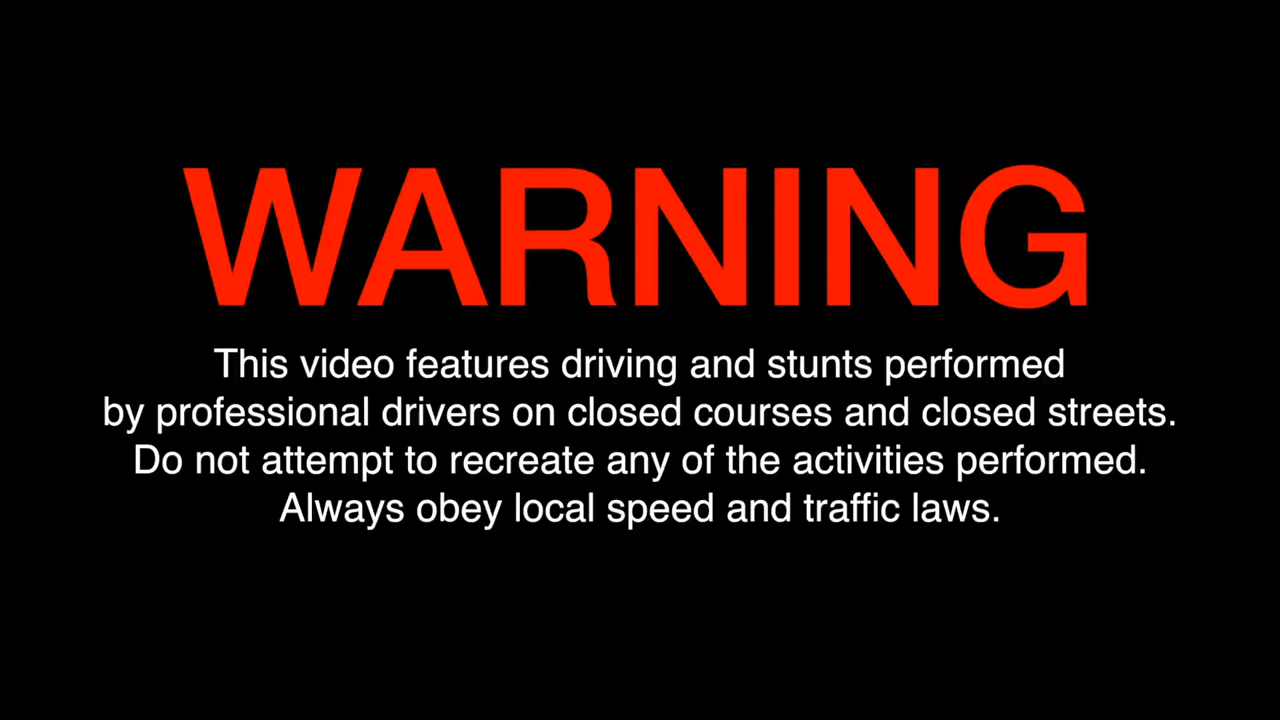 WARNING
This video features driving and stunts performed
by professional drivers on closed courses and closed streets.
Do not attempt to recreate any of the activities performed.
Always obey local speed and traffic laws.